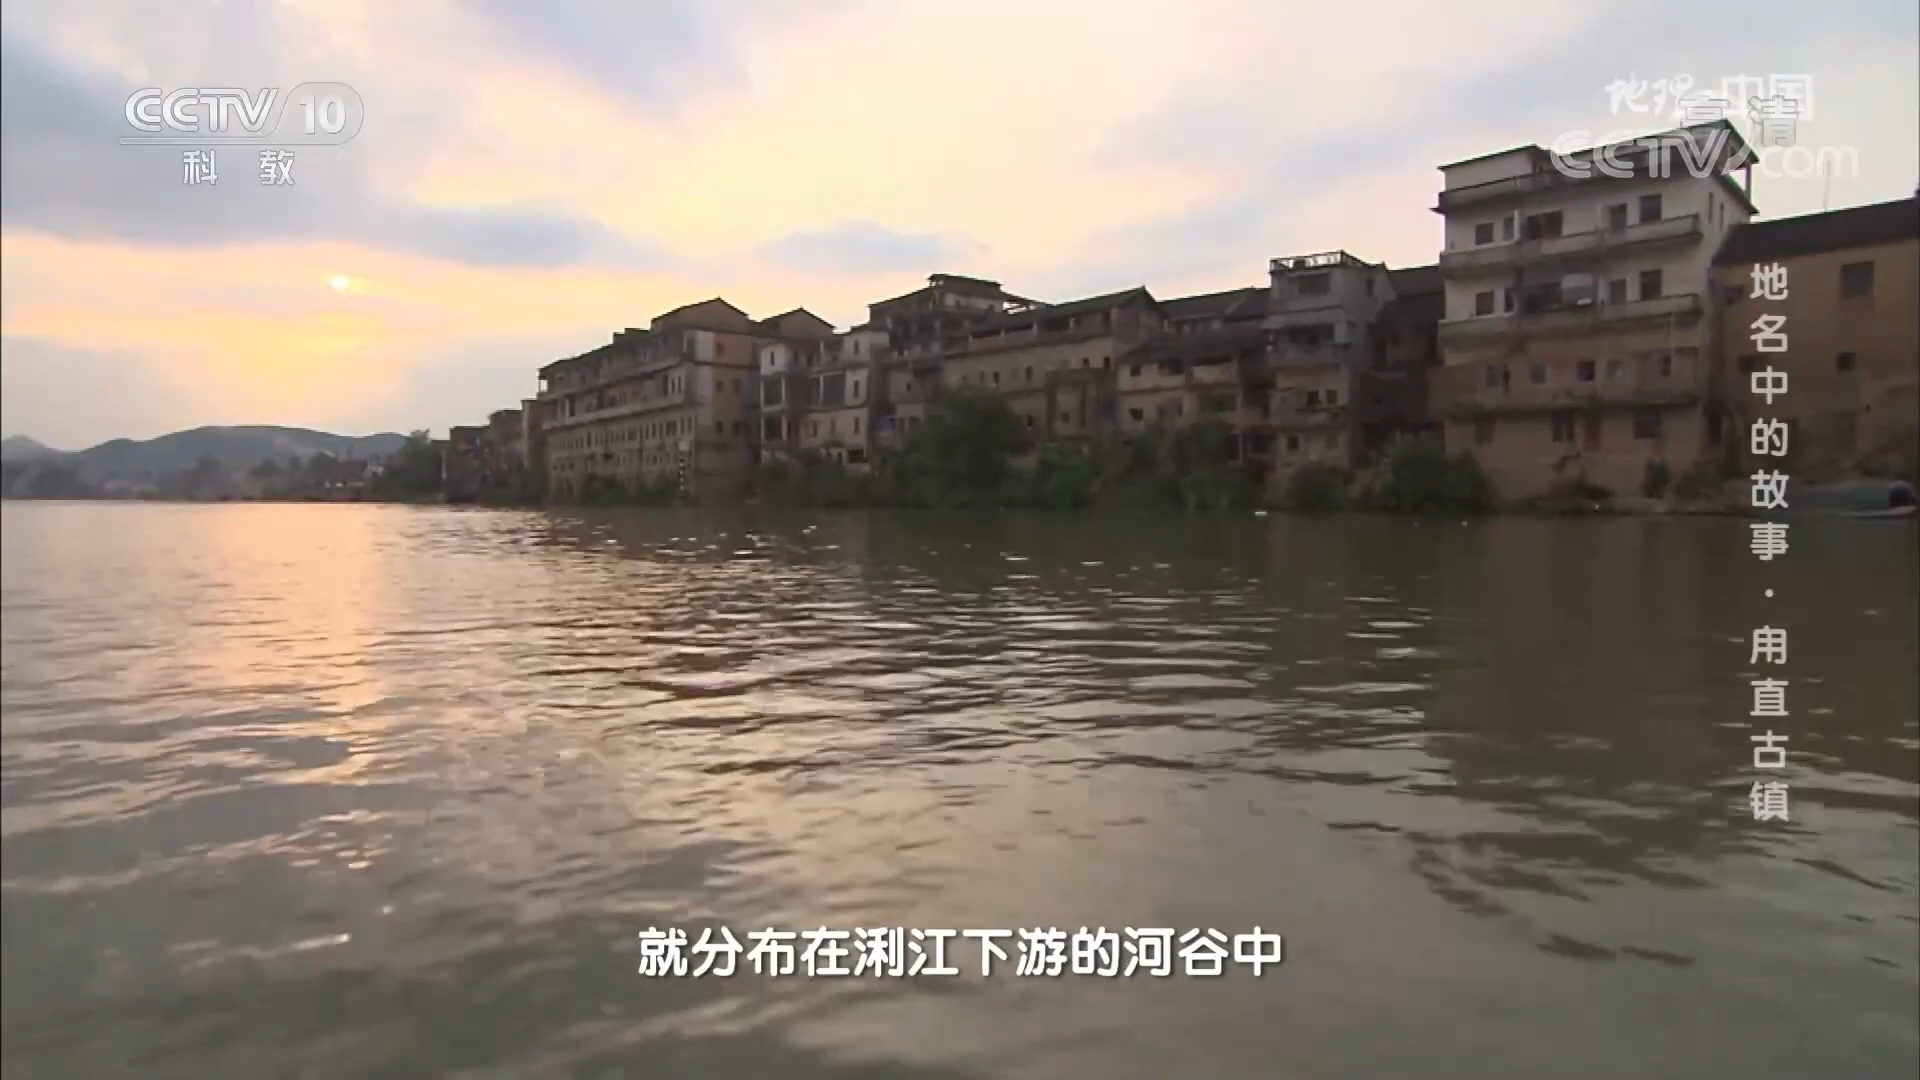 CCTV 10
科教
地理·中国
高清
CCTV.com
地名中的故事·甪直古镇
就分布在浰江下游的河谷中